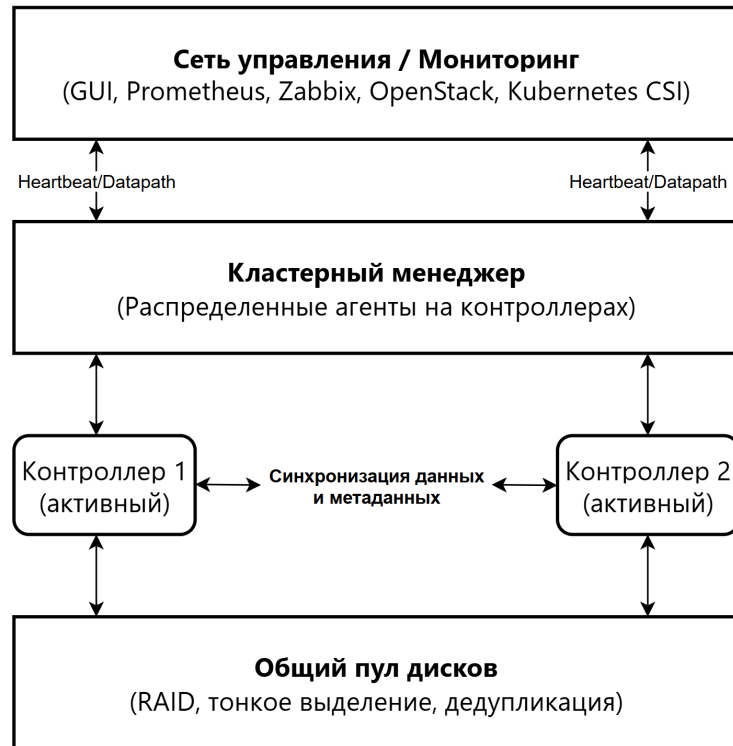 Сеть управления / Мониторинг
(GUI, Prometheus, Zabbix, OpenStack, Kubernetes CSI)
Heartbeat/Datapath
Heartbeat/Datapath
Кластерный менеджер
(Распределенные агенты на контроллерах)
Контроллер 1
(активный)
Синхронизация данных
и метаданных
Контроллер 2
(активный)
Общий пул дисков
(RAID, тонкое выделение, дедупликация)